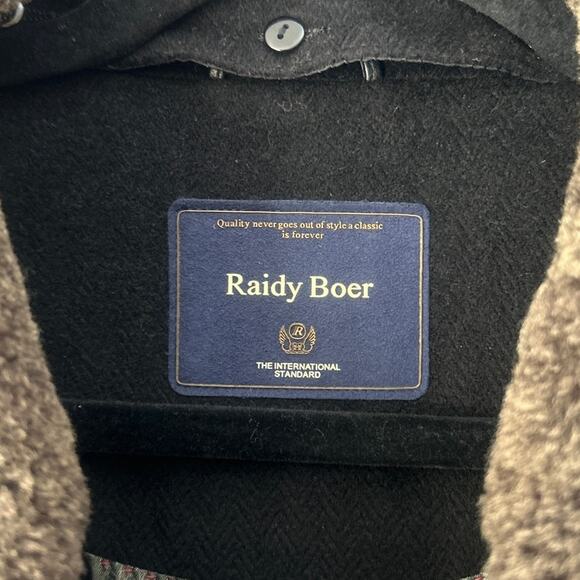 Quality never goes out of style a classic
is forever
Raidy Boer
R
THE INTERNATIONAL
STANDARD